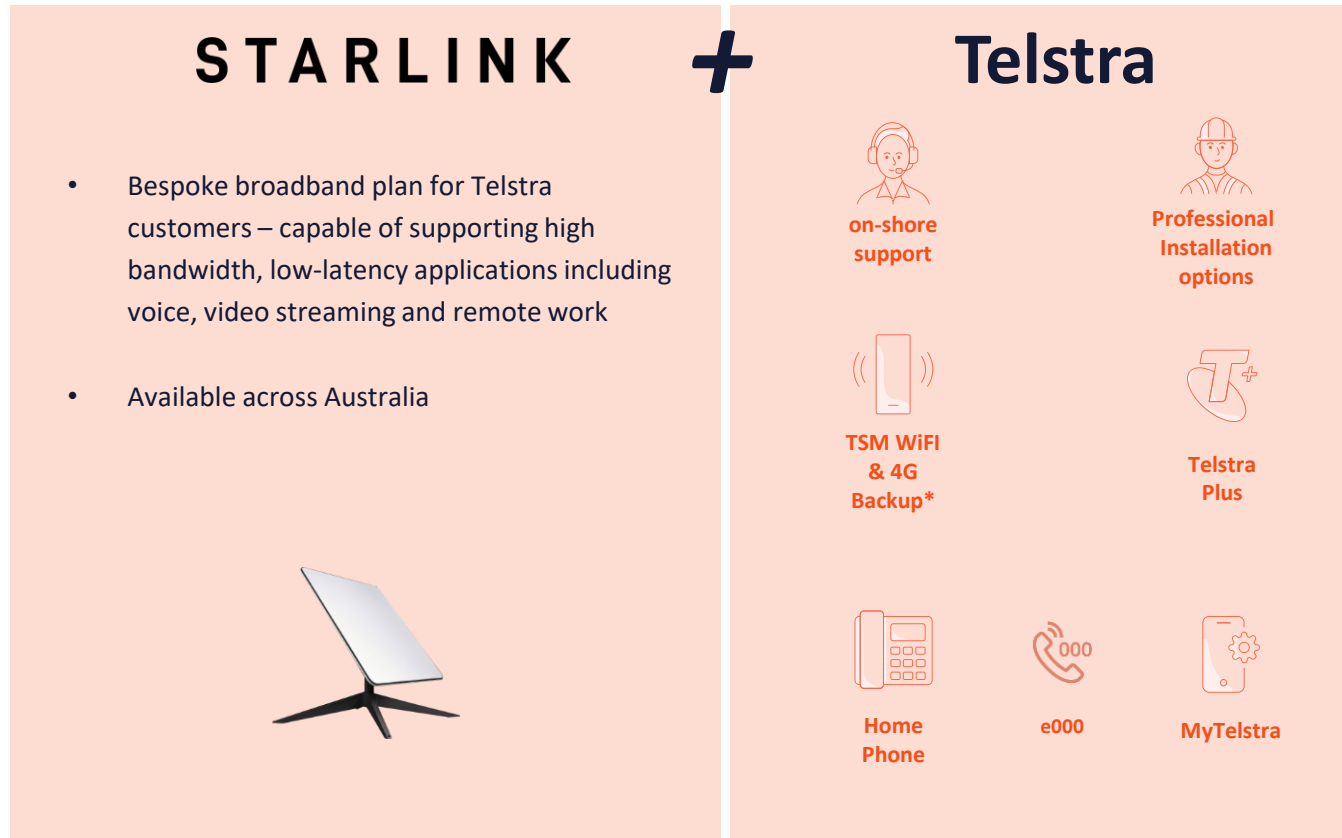 STARLINK
+
Telstra
• Bespoke broadband plan for Telstra
customers – capable of supporting high
bandwidth, low-latency applications including
voice, video streaming and remote work
• Available across Australia
on-shore
support
Professional
Installation
options
TSM WiFI
& 4G
Backup*
T+
Telstra
Plus
000
Home
Phone
e000
MyTelstra